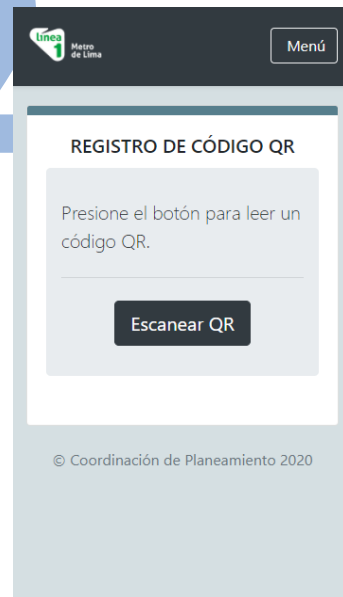 línea
1
Metro
de Lima
Menú
REGISTRO DE CÓDIGO QR
Presione el botón para leer un
código QR.
Escanear QR
© Coordinación de Planeamiento 2020